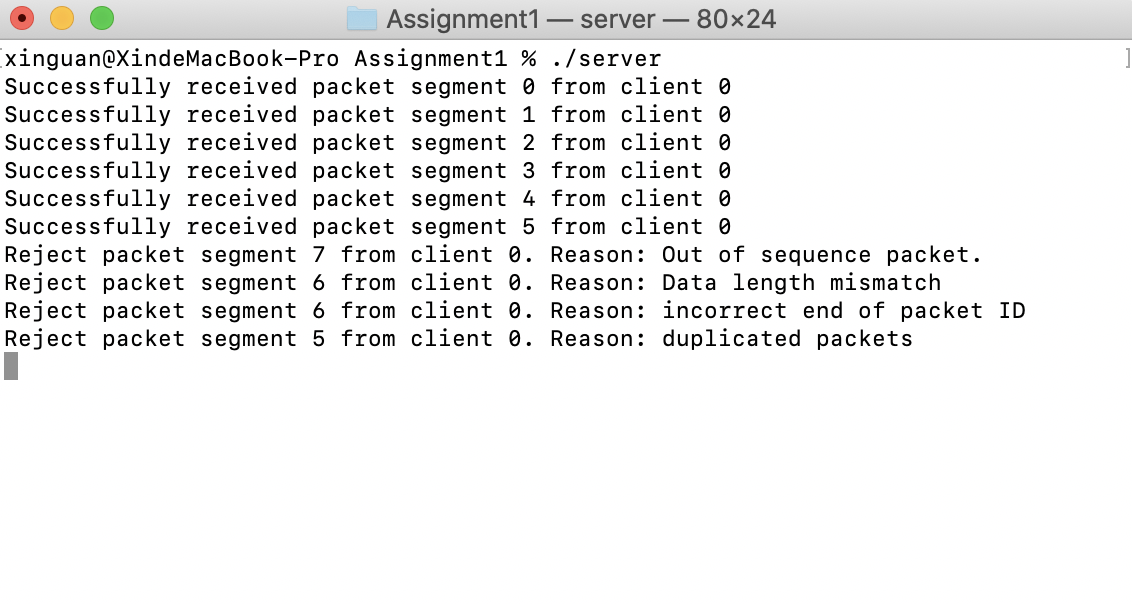 Assignment1 — server — 80×24
[xinguan@XindeMacBook-Pro Assignment1 % ./server ]
Successfully received packet segment 0 from client 0
Successfully received packet segment 1 from client 0
Successfully received packet segment 2 from client 0
Successfully received packet segment 3 from client 0
Successfully received packet segment 4 from client 0
Successfully received packet segment 5 from client 0
Reject packet segment 7 from client 0. Reason: Out of sequence packet.
Reject packet segment 6 from client 0. Reason: Data length mismatch
Reject packet segment 6 from client 0. Reason: incorrect end of packet ID
Reject packet segment 5 from client 0. Reason: duplicated packets